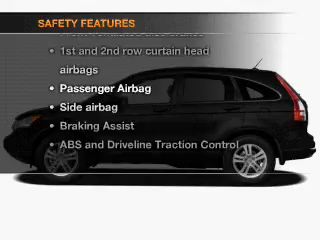 SAFETY FEATURES
• 1st and 2nd row curtain head
airbags
• Passenger Airbag
• Side airbag
• Braking Assist
• ABS and Driveline Traction Control